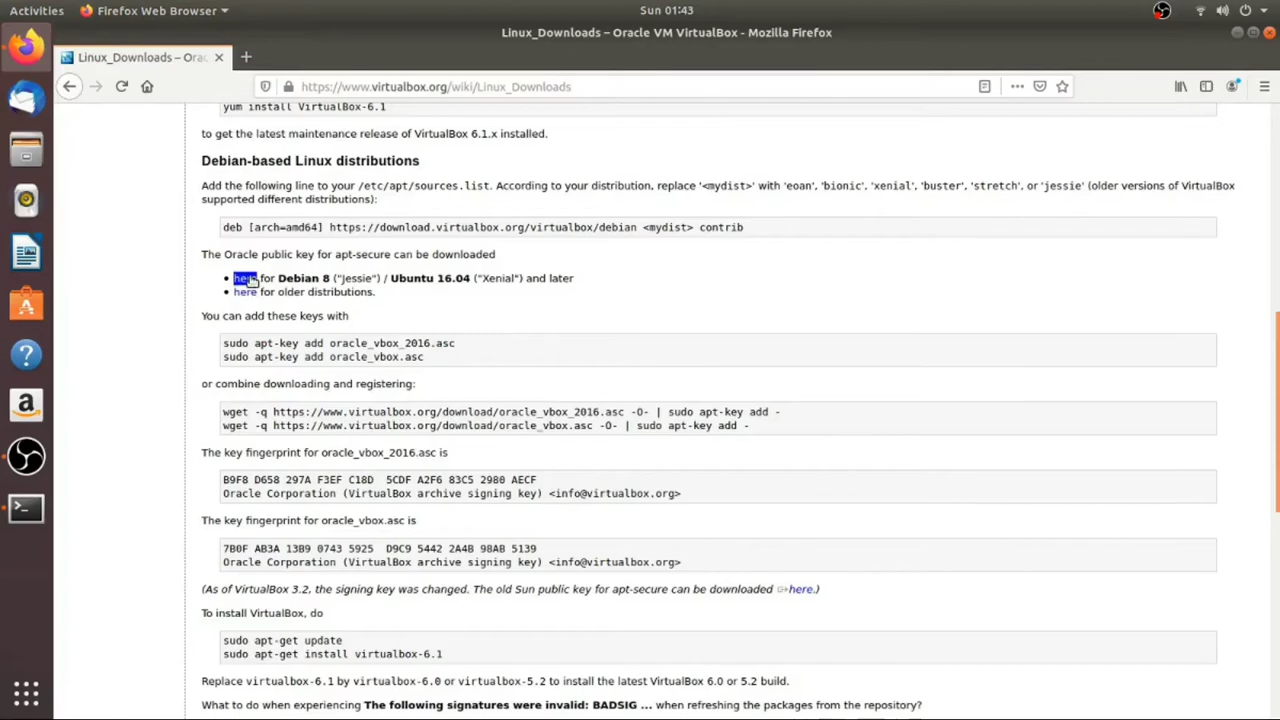 Activities
Firefox Web Browser
Sun 01:43
Linux_Downloads – Oracle VM VirtualBox - Mozilla Firefox
Linux_Downloads – Orac
https://www.virtualbox.org/wiki/Linux_Downloads
yum install VirtualBox-6.1
to get the latest maintenance release of VirtualBox 6.1.x installed.
Debian-based Linux distributions
Add the following line to your /etc/apt/sources.list. According to your distribution, replace '<mydist>' with 'eoan', 'bionic', 'xenial', 'buster', 'stretch', or 'jessie' (older versions of VirtualBox
supported different distributions):
deb [arch=amd64] https://download.virtualbox.org/virtualbox/debian <mydist> contrib
The Oracle public key for apt-secure can be downloaded
• here for Debian 8 ("Jessie") / Ubuntu 16.04 ("Xenial") and later
• here for older distributions.
You can add these keys with
sudo apt-key add oracle_vbox_2016.asc
sudo apt-key add oracle_vbox.asc
or combine downloading and registering:
wget -q https://www.virtualbox.org/download/oracle_vbox_2016.asc -O- | sudo apt-key add -
wget -q https://www.virtualbox.org/download/oracle_vbox.asc -O- | sudo apt-key add -
The key fingerprint for oracle_vbox_2016.asc is
B9F8 D658 297A F3EF C18D  5CDF A2F6 83C5 2980 AECF
Oracle Corporation (VirtualBox archive signing key) <info@virtualbox.org>
The key fingerprint for oracle_vbox.asc is
7B0F AB3A 13B9 0743 5925  D9C9 5442 2A4B 98AB 5139
Oracle Corporation (VirtualBox archive signing key) <info@virtualbox.org>
(As of VirtualBox 3.2, the signing key was changed. The old Sun public key for apt-secure can be downloaded here.)
To install VirtualBox, do
sudo apt-get update
sudo apt-get install virtualbox-6.1
Replace virtualbox-6.1 by virtualbox-6.0 or virtualbox-5.2 to install the latest VirtualBox 6.0 or 5.2 build.
What to do when experiencing The following signatures were invalid: BADSIG ... when refreshing the packages from the repository?